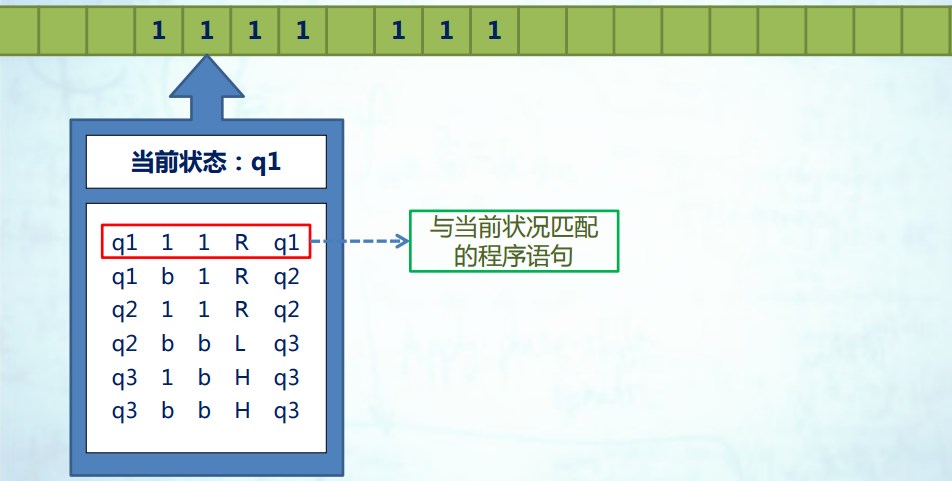 1 1 1 1 1 1 1
当前状态：q1
q1 1 1 R q1
q1 b 1 R q2
q2 1 1 R q2
q2 b b L q3
q3 1 b H q3
q3 b b H q3
与当前状况匹配
的程序语句